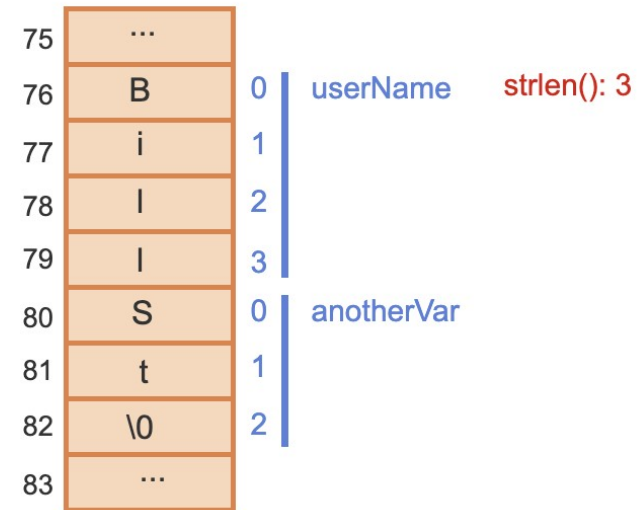 75 ...
76 B 0 userName strlen(): 3
77 i 1
78 l 2
79 l 3
80 S 0 anotherVar
81 t 1
82 \0 2
83 ...